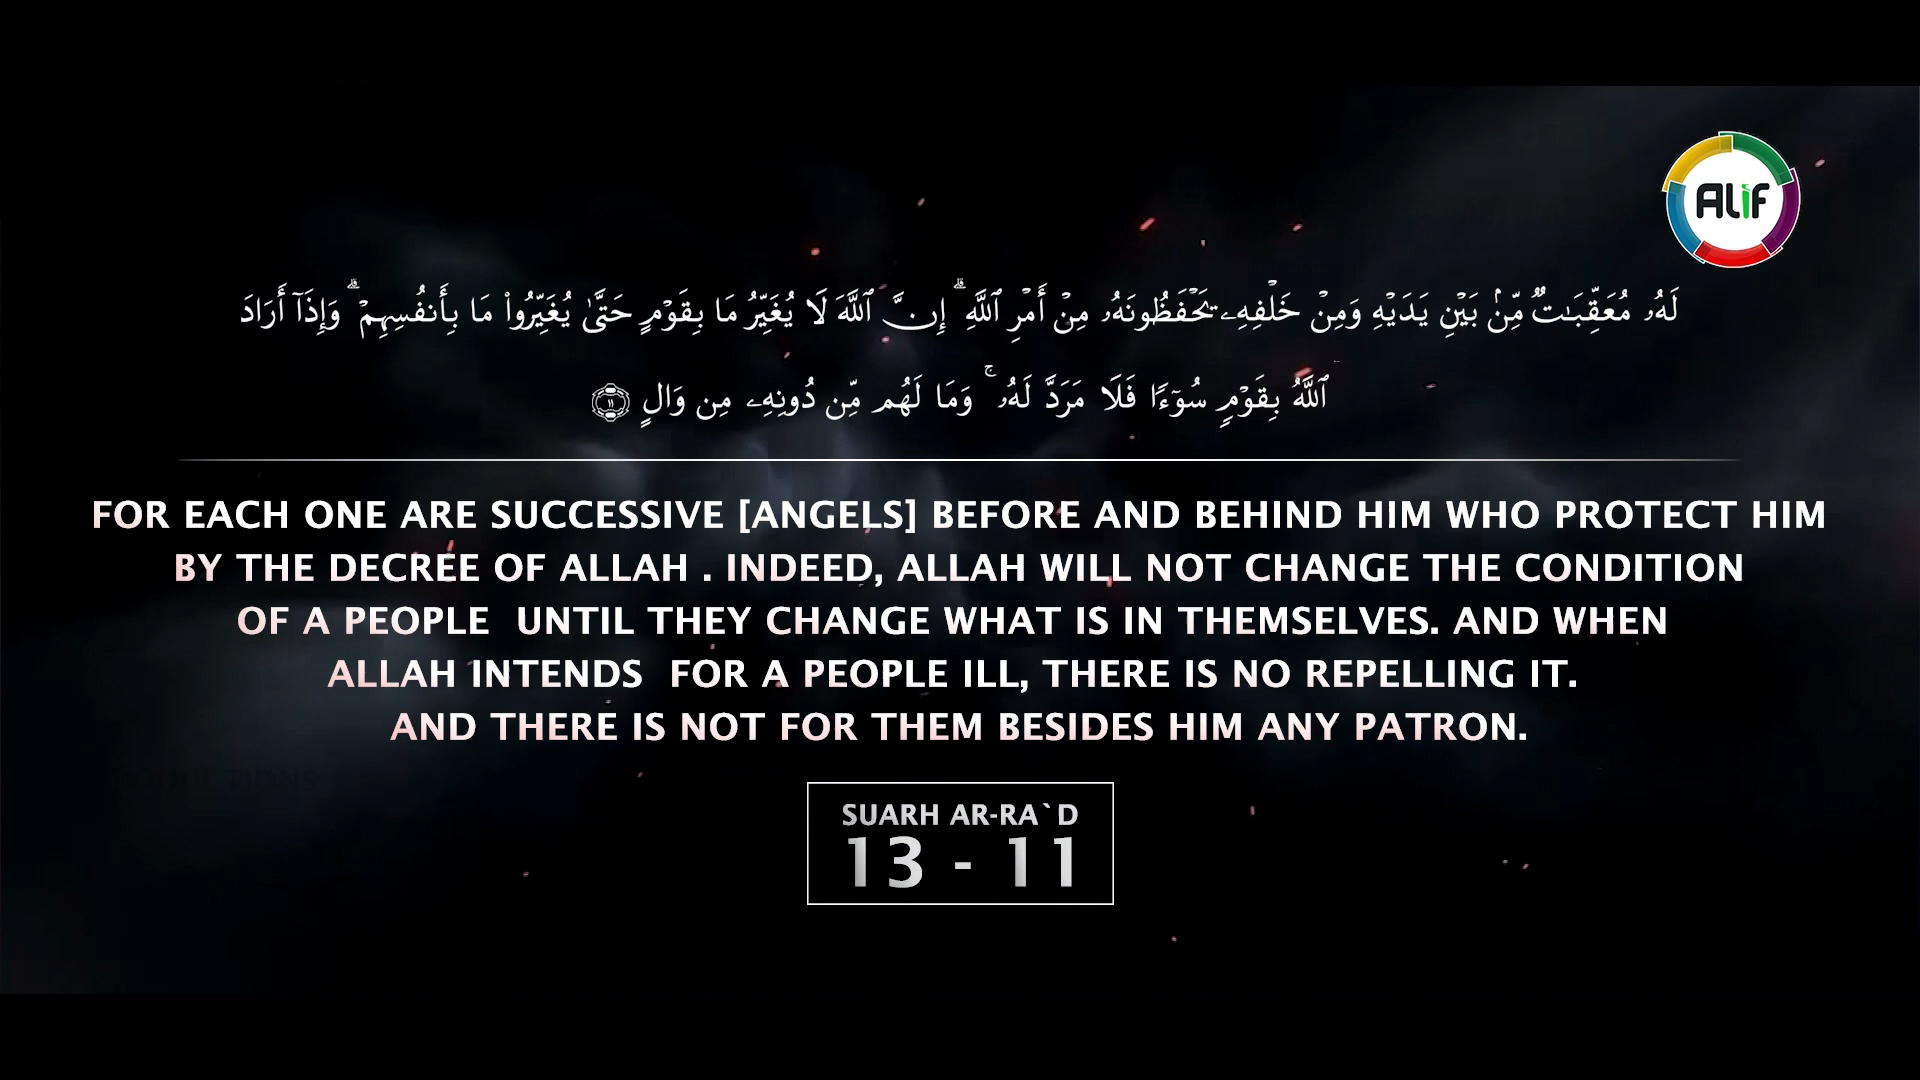 ALIF
لَهُۥ مُعَقِّبَٰتٌ مِّنۢ بَيْنِ يَدَيْهِ وَمِنْ خَلْفِهِۦ يَحْفَظُونَهُۥ مِنْ أَمْرِ ٱللَّهِ ۗ إِنَّ ٱللَّهَ لَا يُغَيِّرُ مَا بِقَوْمٍ حَتَّىٰ يُغَيِّرُوا۟ مَا بِأَنفُسِهِمْ ۗ وَإِذَآ أَرَادَ
ٱللَّهُ بِقَوْمٍ سُوٓءًا فَلَا مَرَدَّ لَهُۥ ۚ وَمَا لَهُم مِّن دُونِهِۦ مِن وَالٍ ١١
FOR EACH ONE ARE SUCCESSIVE [ANGELS] BEFORE AND BEHIND HIM WHO PROTECT HIM
BY THE DECREE OF ALLAH . INDEED, ALLAH WILL NOT CHANGE THE CONDITION
OF A PEOPLE UNTIL THEY CHANGE WHAT IS IN THEMSELVES. AND WHEN
ALLAH INTENDS FOR A PEOPLE ILL, THERE IS NO REPELLING IT.
AND THERE IS NOT FOR THEM BESIDES HIM ANY PATRON.
SUARH AR-RA`D
13 - 11